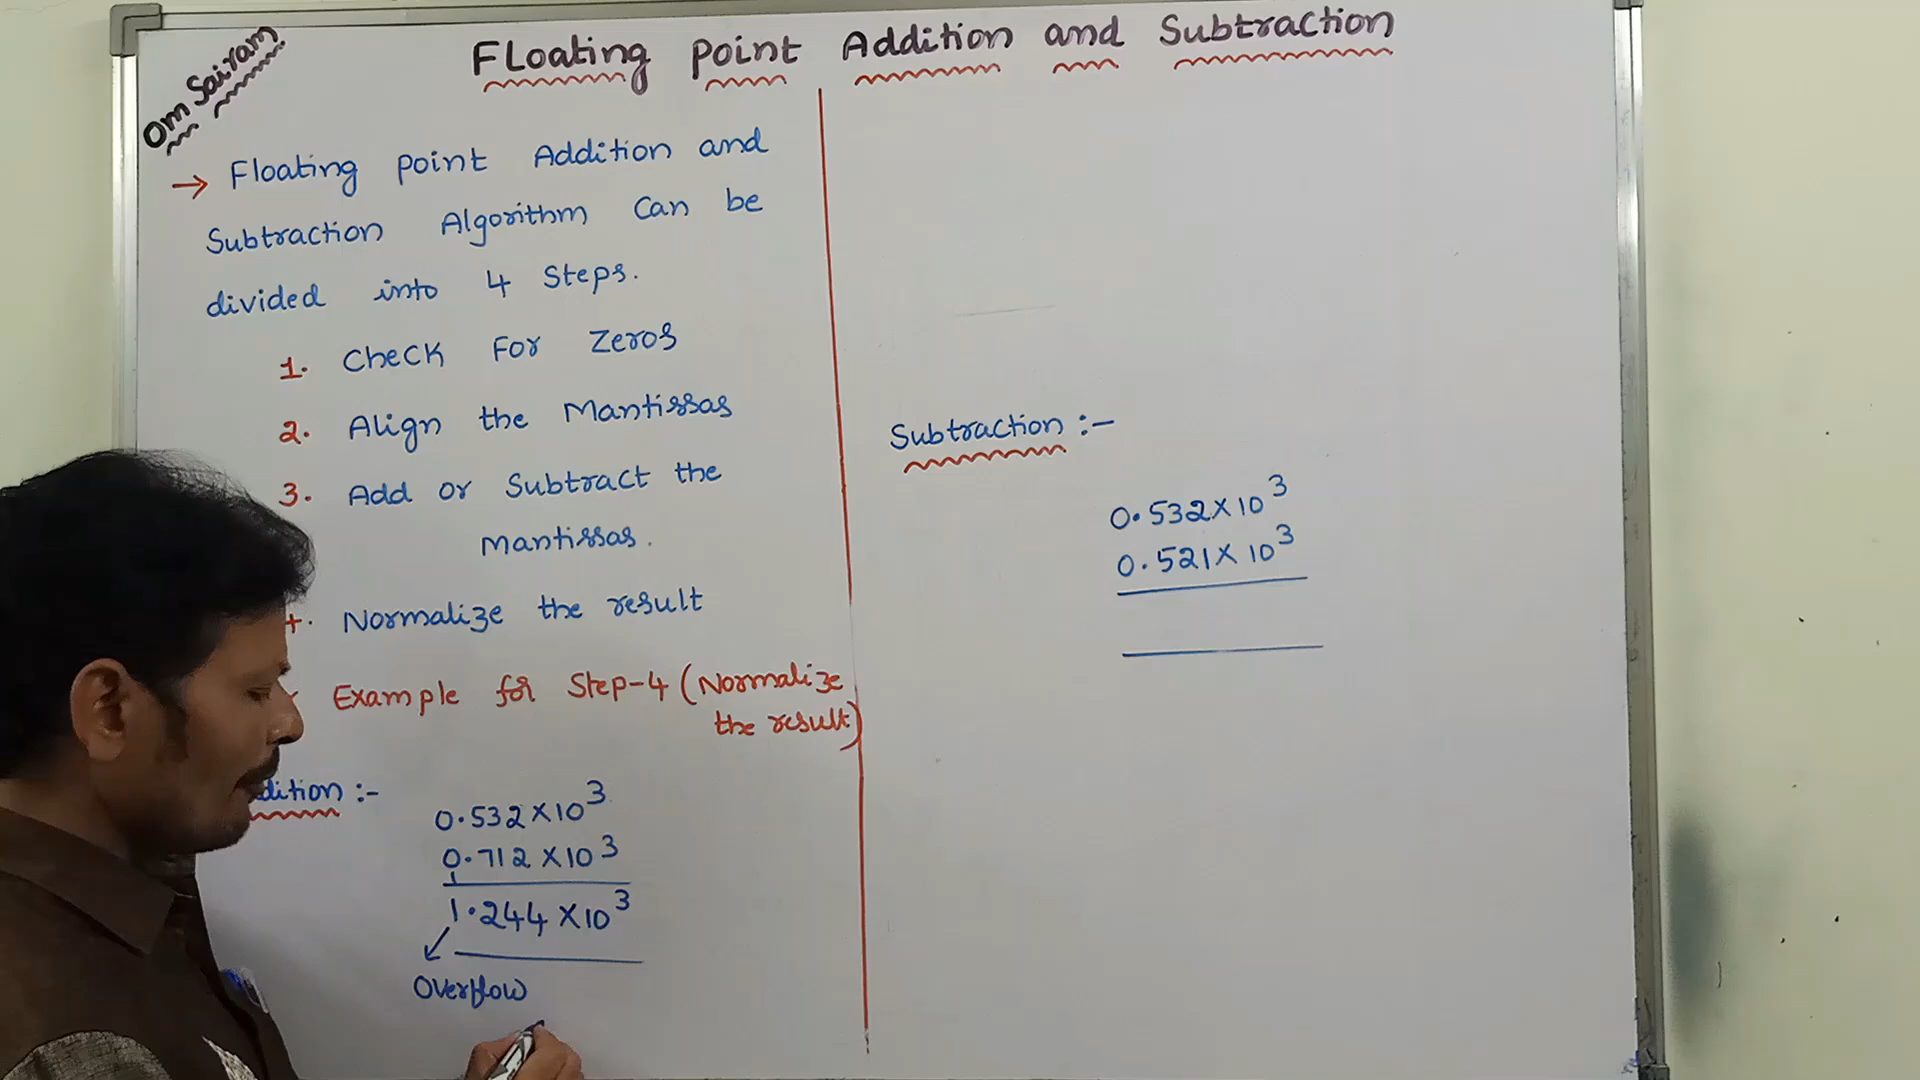 Floating Point Addition and Subtraction
Om Sairam
→ Floating point Addition and
Subtraction Algorithm Can be
divided into 4 Steps.
1. Check For Zeros
2. Align the Mantissas
3. Add or Subtract the
Mantissas.
Normalize the result
Example for Step-4 (Normalize
the result)
dition :-
0.532 × 10³
0.712 × 10³
1
1.244 × 10³
Overflow
Subtraction :-
0.532 × 10³
0.521 × 10³